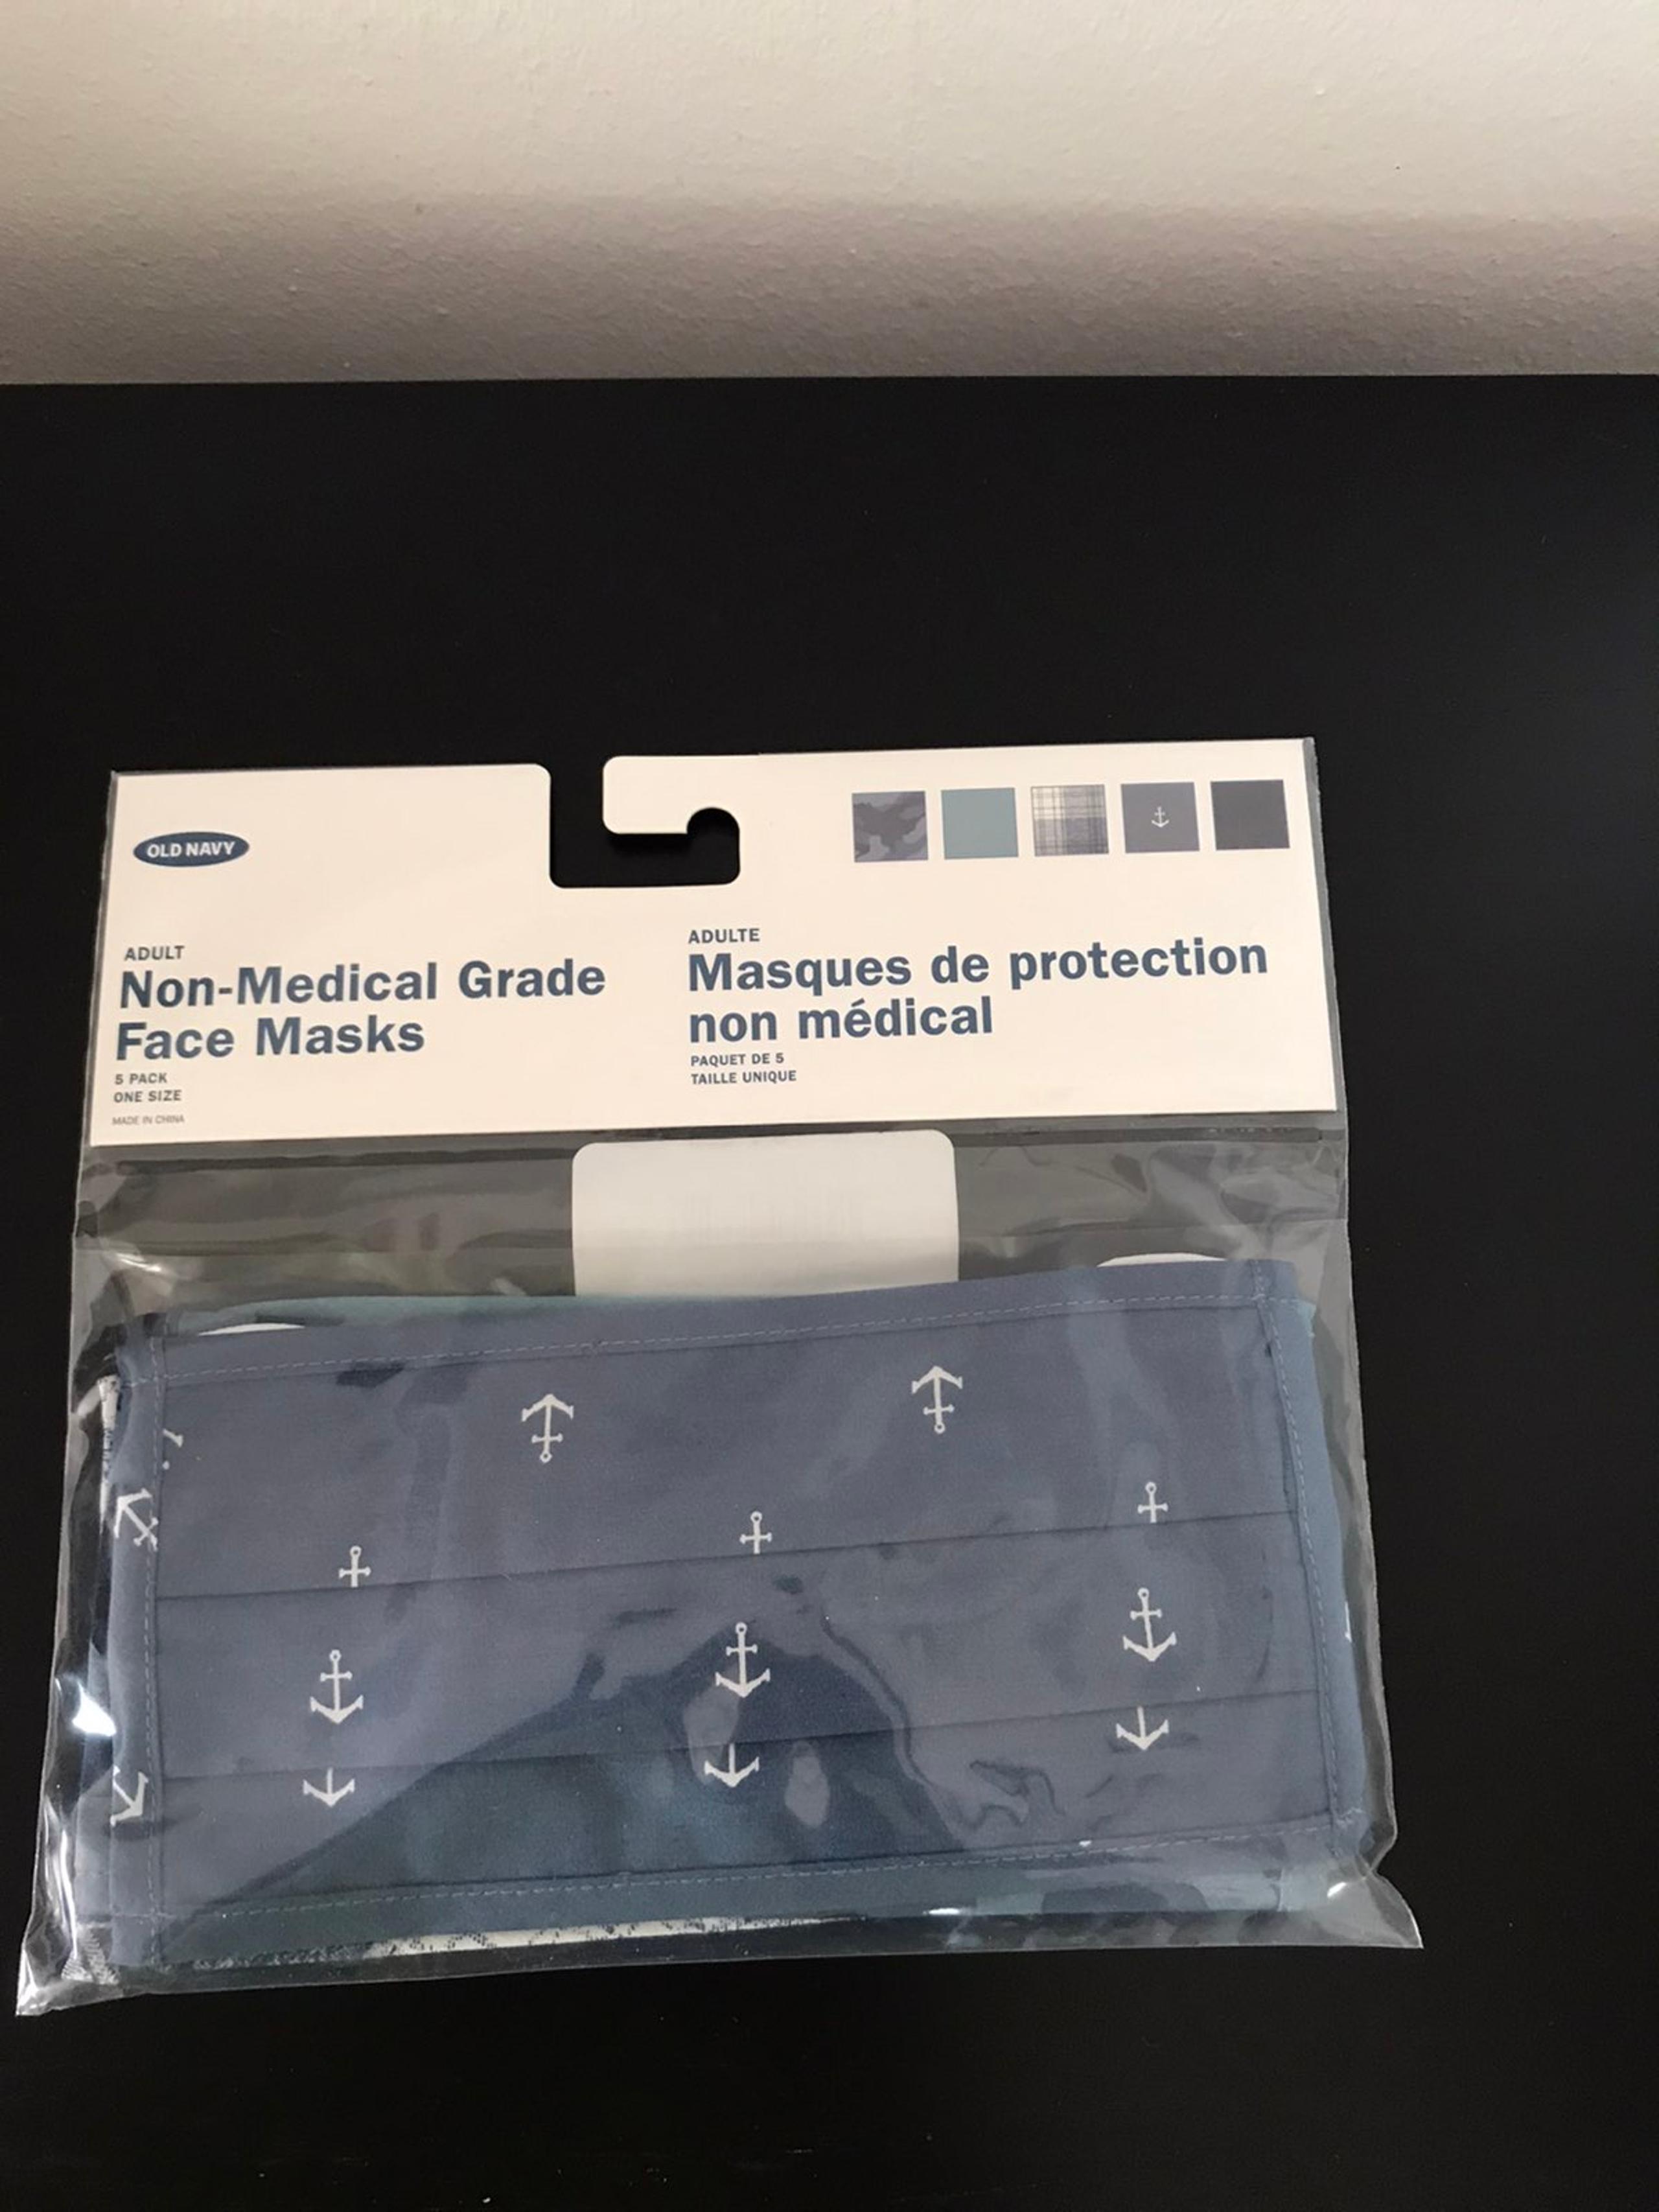 OLD NAVY
ADULT
Non-Medical Grade
Face Masks
5 PACK
ONE SIZE
MADE IN CHINA
ADULTE
Masques de protection
non médical
PAQUET DE 5
TAILLE UNIQUE